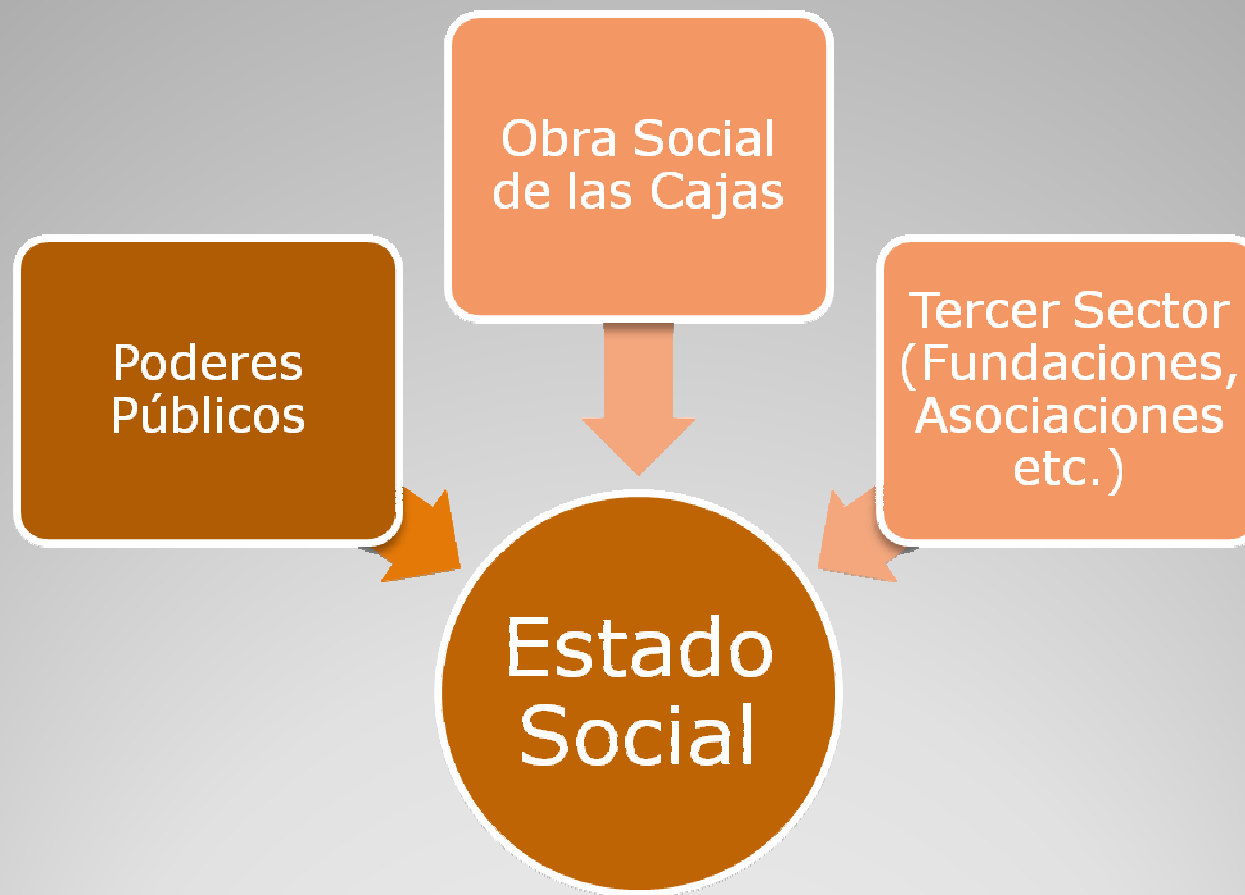 Obra Social
de las Cajas
Poderes
Públicos
Tercer Sector
(Fundaciones,
Asociaciones
etc.)
Estado
Social